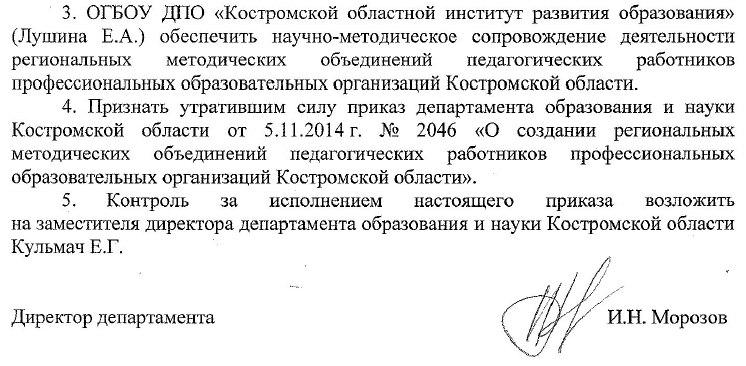 3. ОГБОУ ДПО «Костромской областной институт развития образования»
(Лушина Е.А.) обеспечить научно-методическое сопровождение деятельности
региональных методических объединений педагогических работников
профессиональных образовательных организаций Костромской области.
4. Признать утратившим силу приказ департамента образования и науки
Костромской области от 5.11.2014 г. № 2046 «О создании региональных
методических объединений педагогических работников профессиональных
образовательных организаций Костромской области».
5. Контроль за исполнением настоящего приказа возложить
на заместителя директора департамента образования и науки Костромской области
Кульмач Е.Г.
Директор департамента И.Н. Морозов